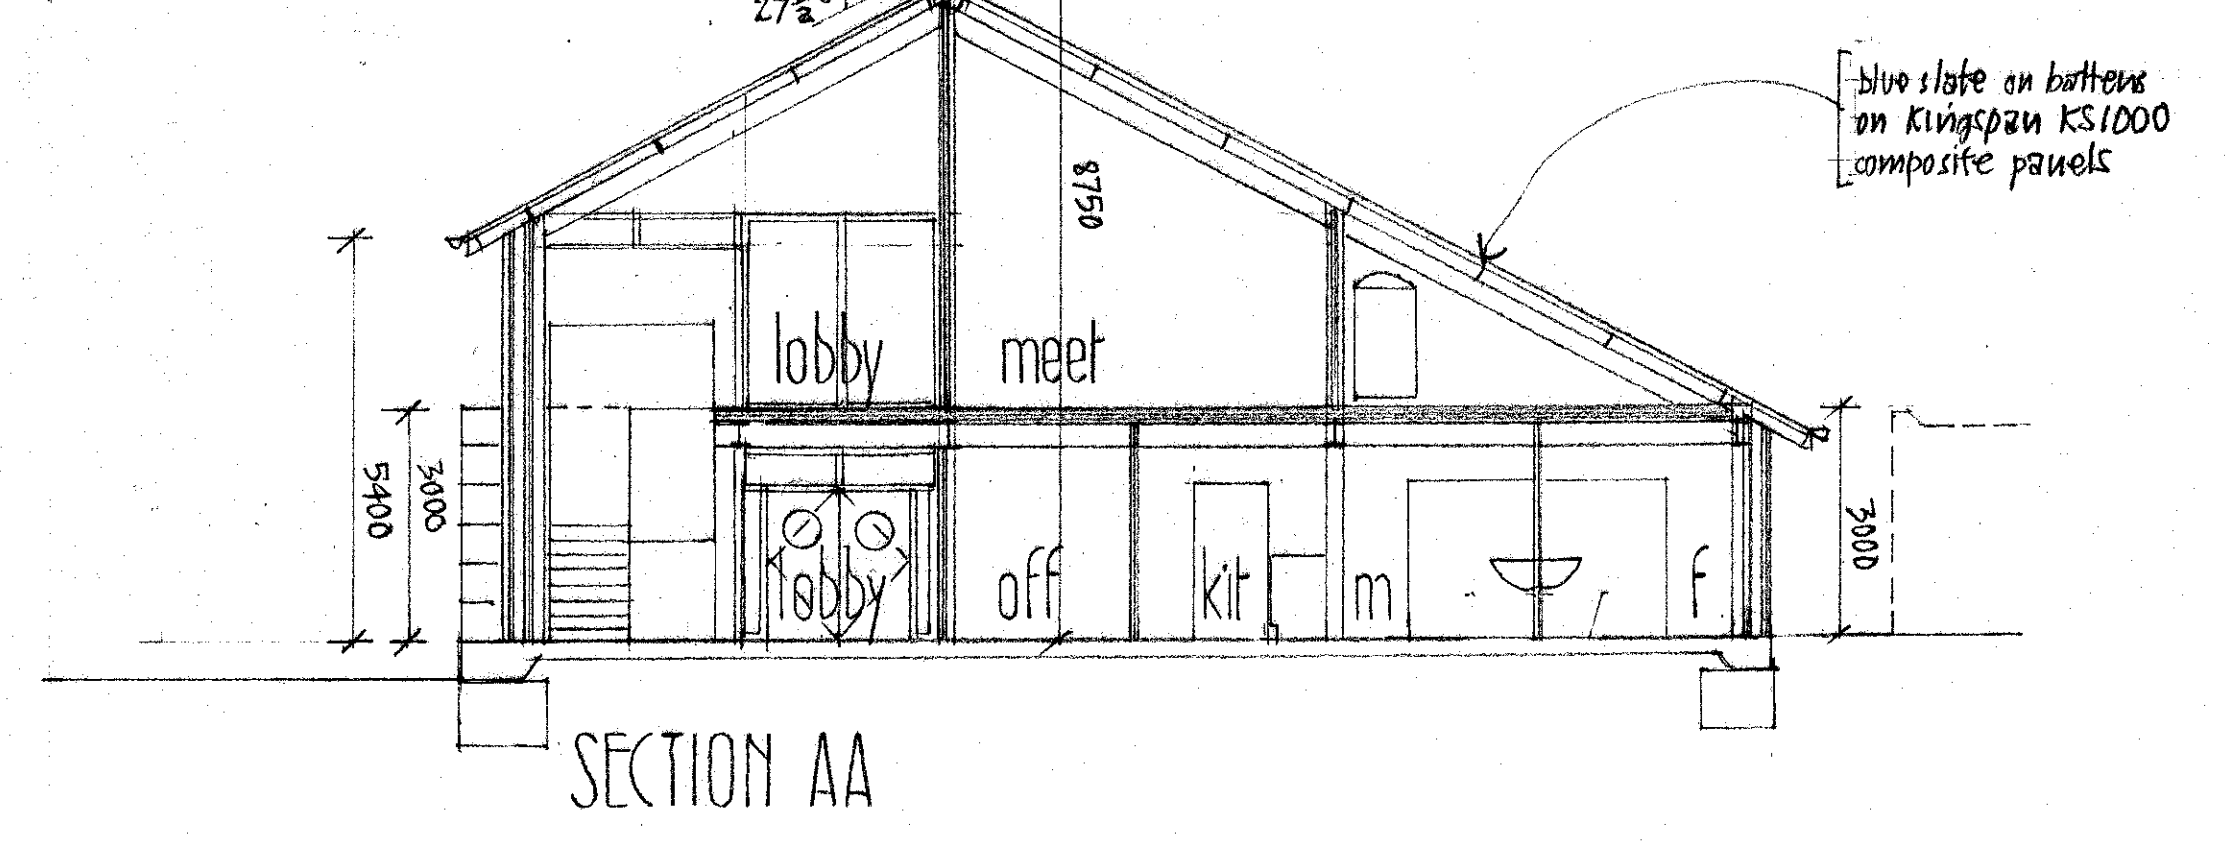 27½°
blue slate on battens
on Kingspan KS1000
composite panels
8750
lobby meet
5400
3000
3000
lobby off kit m f
SECTION AA